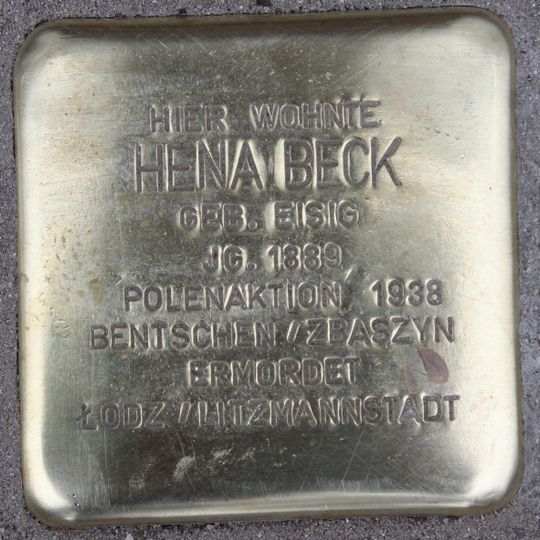 HIER WOHNTE
HENA BECK
GEB. EISIG
JG. 1889
'POLENAKTION' 1938
BENTSCHEN / ZBASZYN
ERMORDET
ŁODZ / LITZMANNSTADT